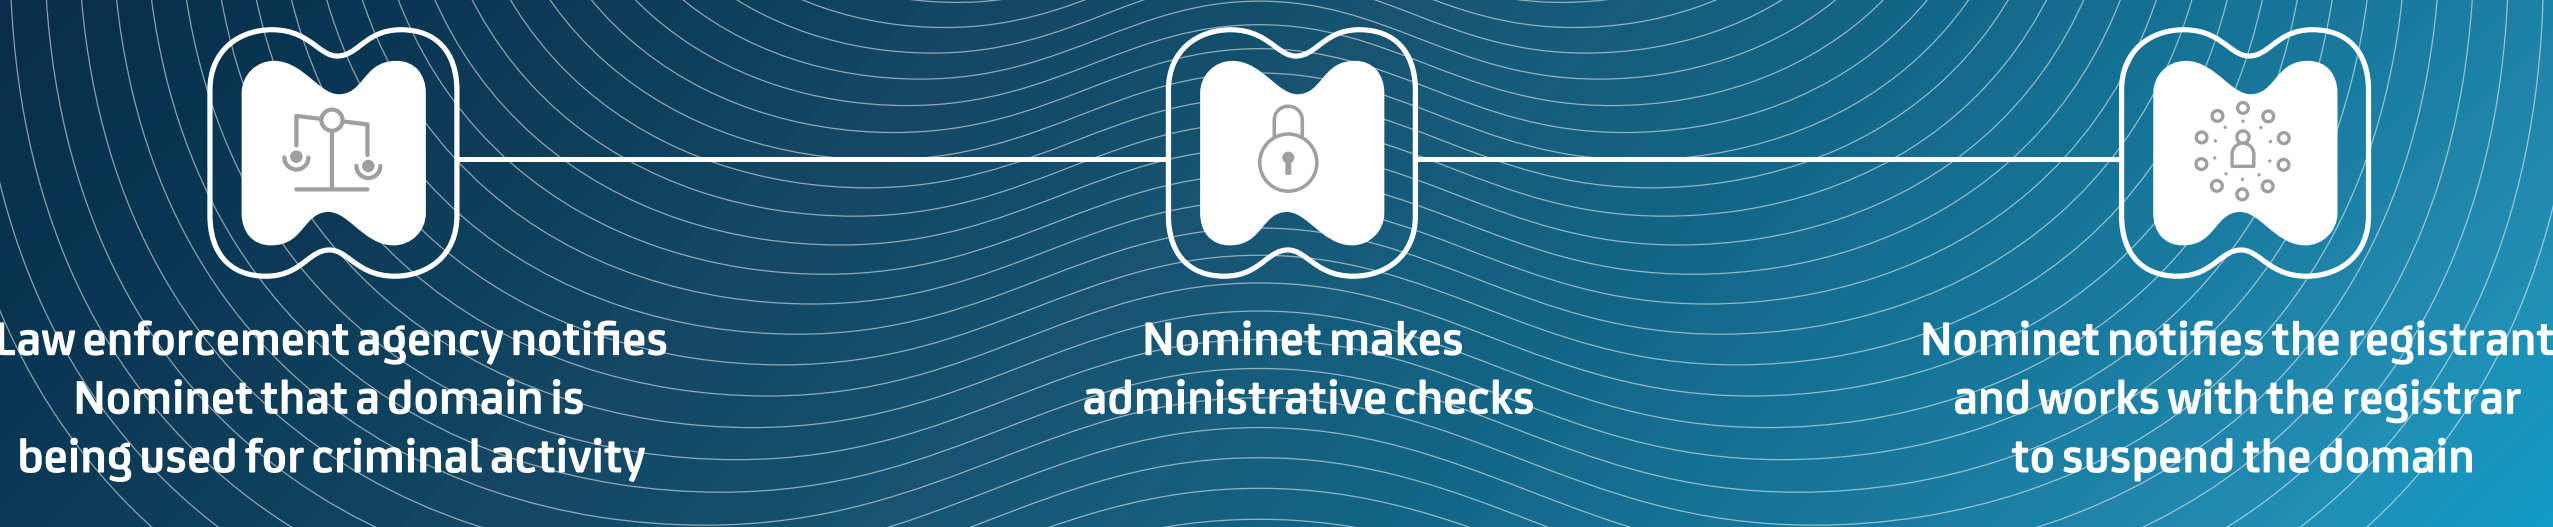 Law enforcement agency notifies
Nominet that a domain is
being used for criminal activity
Nominet makes
administrative checks
Nominet notifies the registrant
and works with the registrar
to suspend the domain